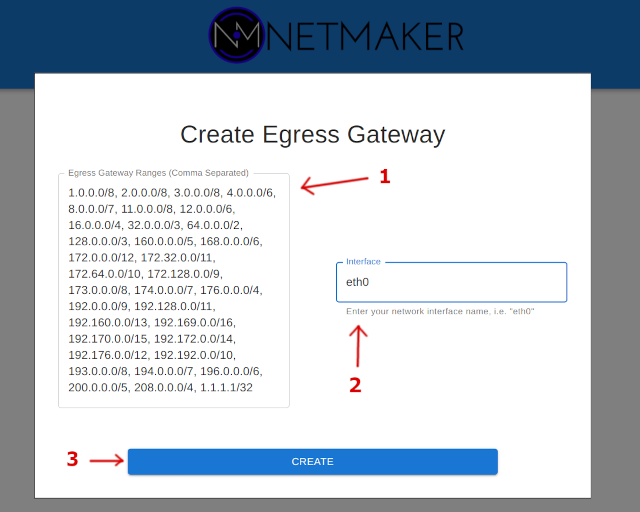 NM NETMAKER
Create Egress Gateway
Egress Gateway Ranges (Comma Separated)
1
1.0.0.0/8, 2.0.0.0/8, 3.0.0.0/8, 4.0.0.0/6,
8.0.0.0/7, 11.0.0.0/8, 12.0.0.0/6,
16.0.0.0/4, 32.0.0.0/3, 64.0.0.0/2,
128.0.0.0/3, 160.0.0.0/5, 168.0.0.0/6,
172.0.0.0/12, 172.32.0.0/11,
172.64.0.0/10, 172.128.0.0/9,
173.0.0.0/8, 174.0.0.0/7, 176.0.0.0/4,
192.0.0.0/9, 192.128.0.0/11,
192.160.0.0/13, 192.169.0.0/16,
192.170.0.0/15, 192.172.0.0/14,
192.176.0.0/12, 192.192.0.0/10,
193.0.0.0/8, 194.0.0.0/7, 196.0.0.0/6,
200.0.0.0/5, 208.0.0.0/4, 1.1.1.1/32
Interface
eth0
Enter your network interface name, i.e. "eth0"
2
3
CREATE